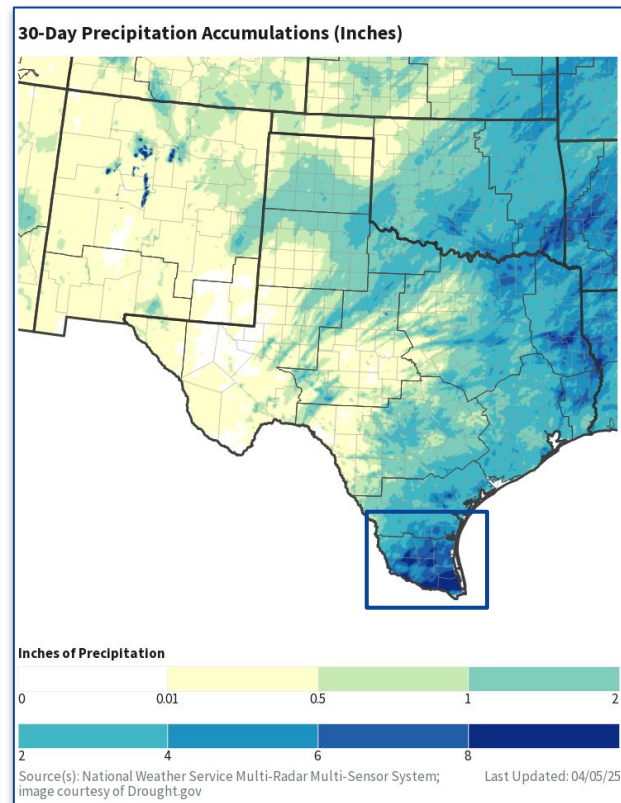 30-Day Precipitation Accumulations (Inches)
Inches of Precipitation
0 0.01 0.5 1 2
2 4 6 8
Source(s): National Weather Service Multi-Radar Multi-Sensor System; Last Updated: 04/05/25
image courtesy of Drought.gov